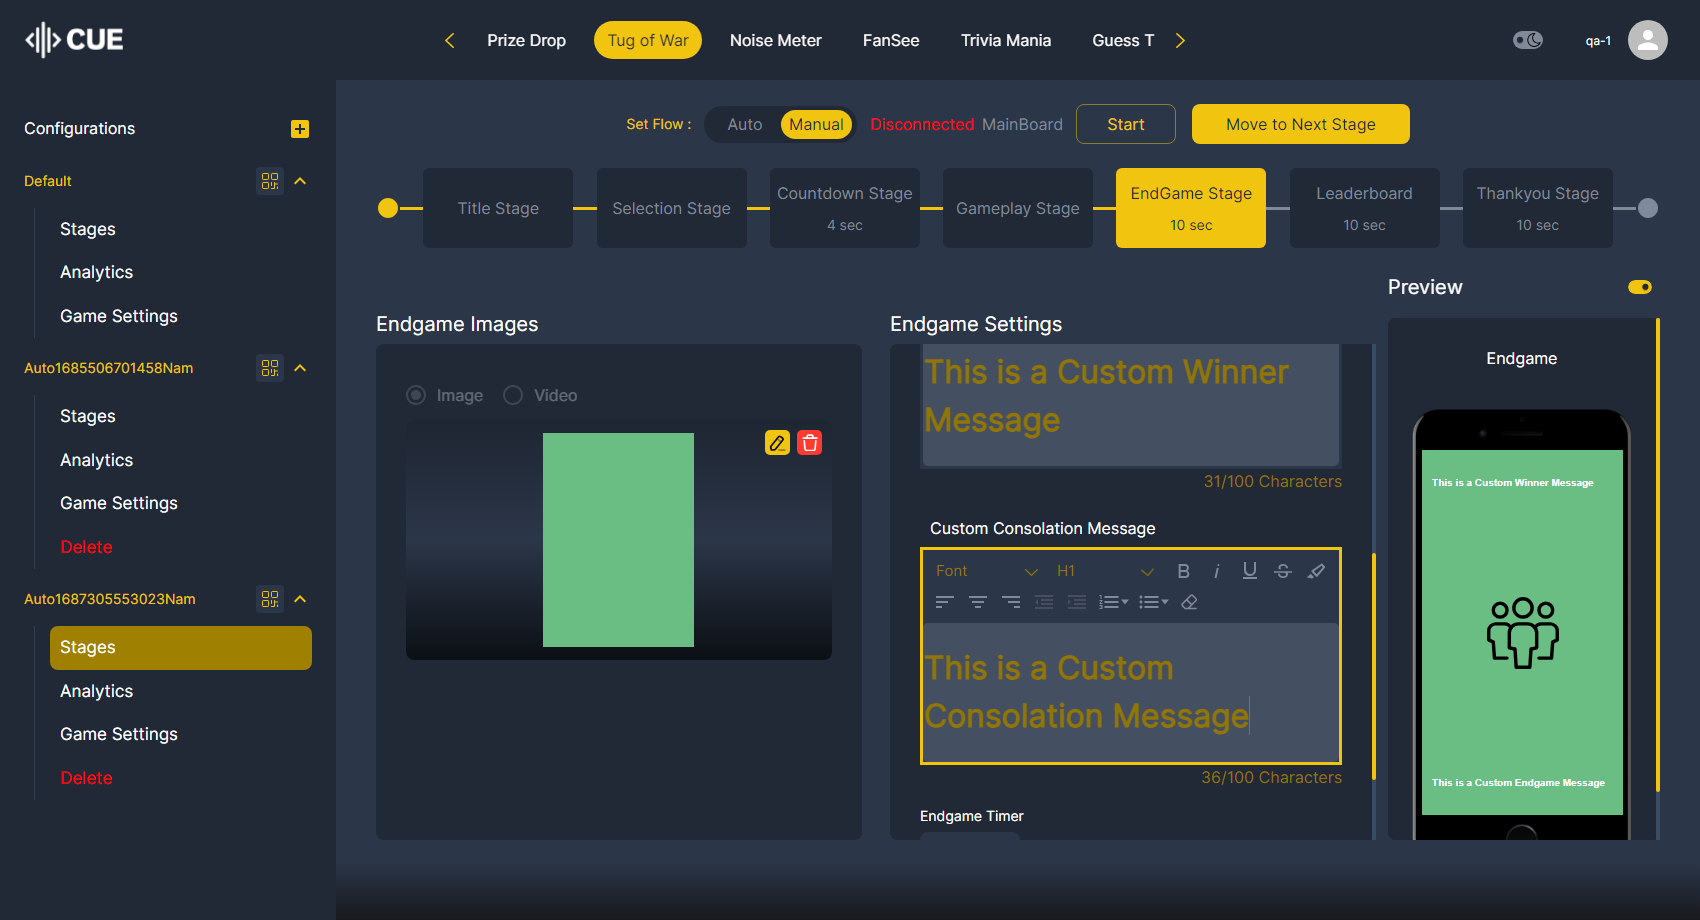 CUE
Prize Drop
Tug of War
Noise Meter
FanSee
Trivia Mania
Guess T
qa-1
Configurations
Default
Stages
Analytics
Game Settings
Auto1685506701458Nam
Stages
Analytics
Game Settings
Delete
Auto1687305553023Nam
Stages
Analytics
Game Settings
Delete
Set Flow :
Auto
Manual
Disconnected MainBoard
Start
Move to Next Stage
Title Stage
Selection Stage
Countdown Stage
4 sec
Gameplay Stage
EndGame Stage
10 sec
Leaderboard
10 sec
Thankyou Stage
10 sec
Endgame Images
Image
Video
Endgame Settings
This is a Custom Winner
Message
31/100 Characters
Custom Consolation Message
Font
H1
B
i
U
S
This is a Custom
Consolation Message
36/100 Characters
Endgame Timer
Preview
Endgame
This is a Custom Winner Message
This is a Custom Endgame Message